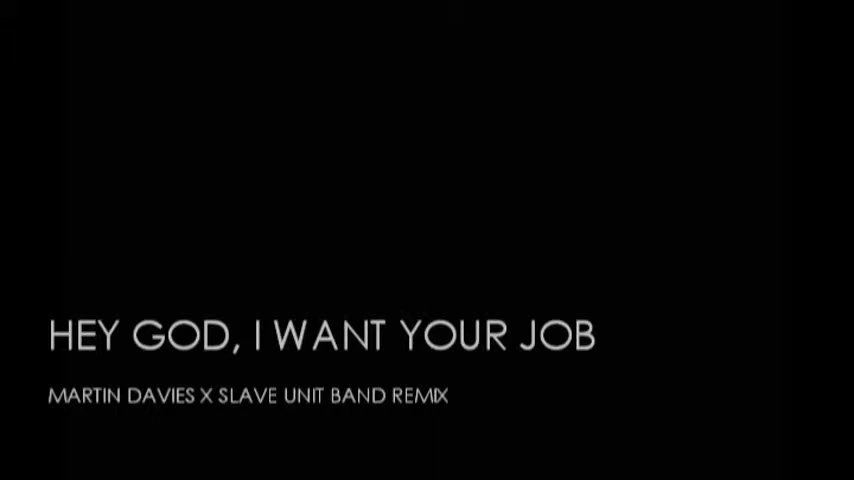 HEY GOD, I WANT YOUR JOB
MARTIN DAVIES X SLAVE UNIT BAND REMIX